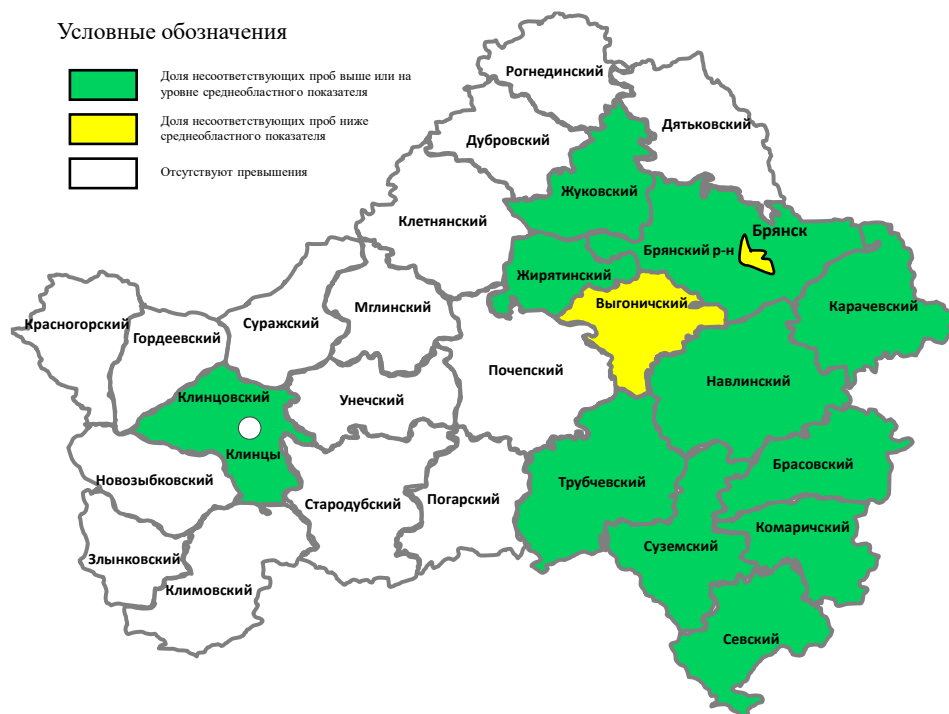 Условные обозначения
Доля несоответствующих проб выше или на
уровне среднеобластного показателя
Доля несоответствующих проб ниже
среднеобластного показателя
Отсутствуют превышения
Рогнединский
Дятьковский
Дубровский
Жуковский
Клетнянский
Брянск
Брянский р-н
Жирятинский
Выгоничский
Карачевский
Мглинский
Суражский
Красногорский
Гордеевский
Почепский
Навлинский
Клинцовский
Унечский
Клинцы
Брасовский
Новозыбковский
Трубчевский
Стародубский
Погарский
Комаричский
Суземский
Злынковский
Климовский
Севский